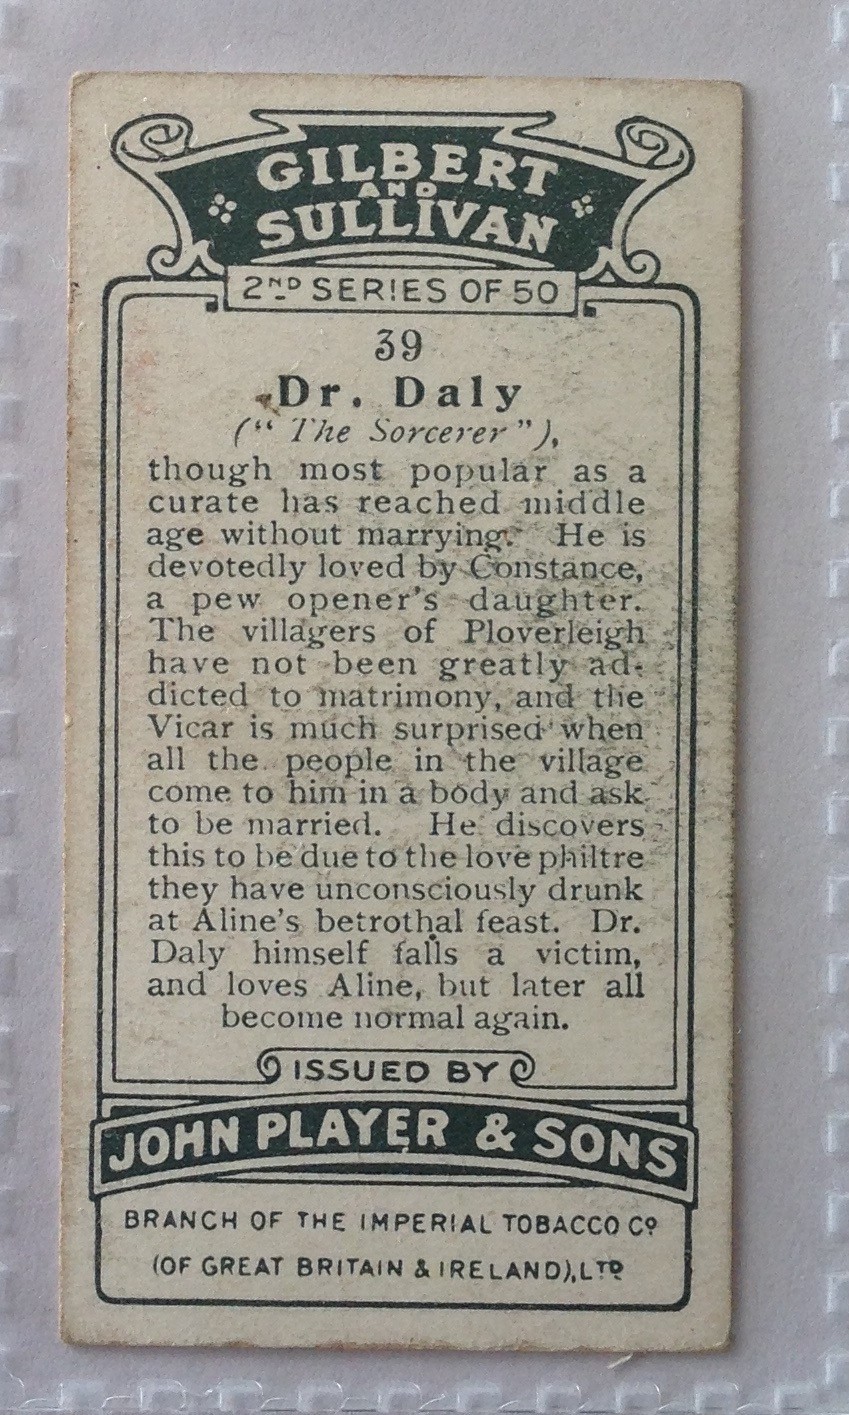 GILBERT
AND
SULLIVAN
2ND SERIES OF 50
39
Dr. Daly
(“ The Sorcerer ”),
though most popular as a
curate has reached middle
age without marrying. He is
devotedly loved by Constance,
a pew opener's daughter.
The villagers of Ploverleigh
have not been greatly ad-
dicted to matrimony, and the
Vicar is much surprised when
all the people in the village
come to him in a body and ask
to be married. He discovers
this to be due to the love philtre
they have unconsciously drunk
at Aline's betrothal feast. Dr.
Daly himself falls a victim,
and loves Aline, but later all
become normal again.
ISSUED BY
JOHN PLAYER & SONS
BRANCH OF THE IMPERIAL TOBACCO CO
(OF GREAT BRITAIN & IRELAND), LTD